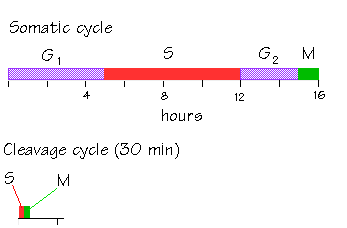 Somatic cycle
G1 S G2 M
4 8 12 16
hours
Cleavage cycle (30 min)
S M